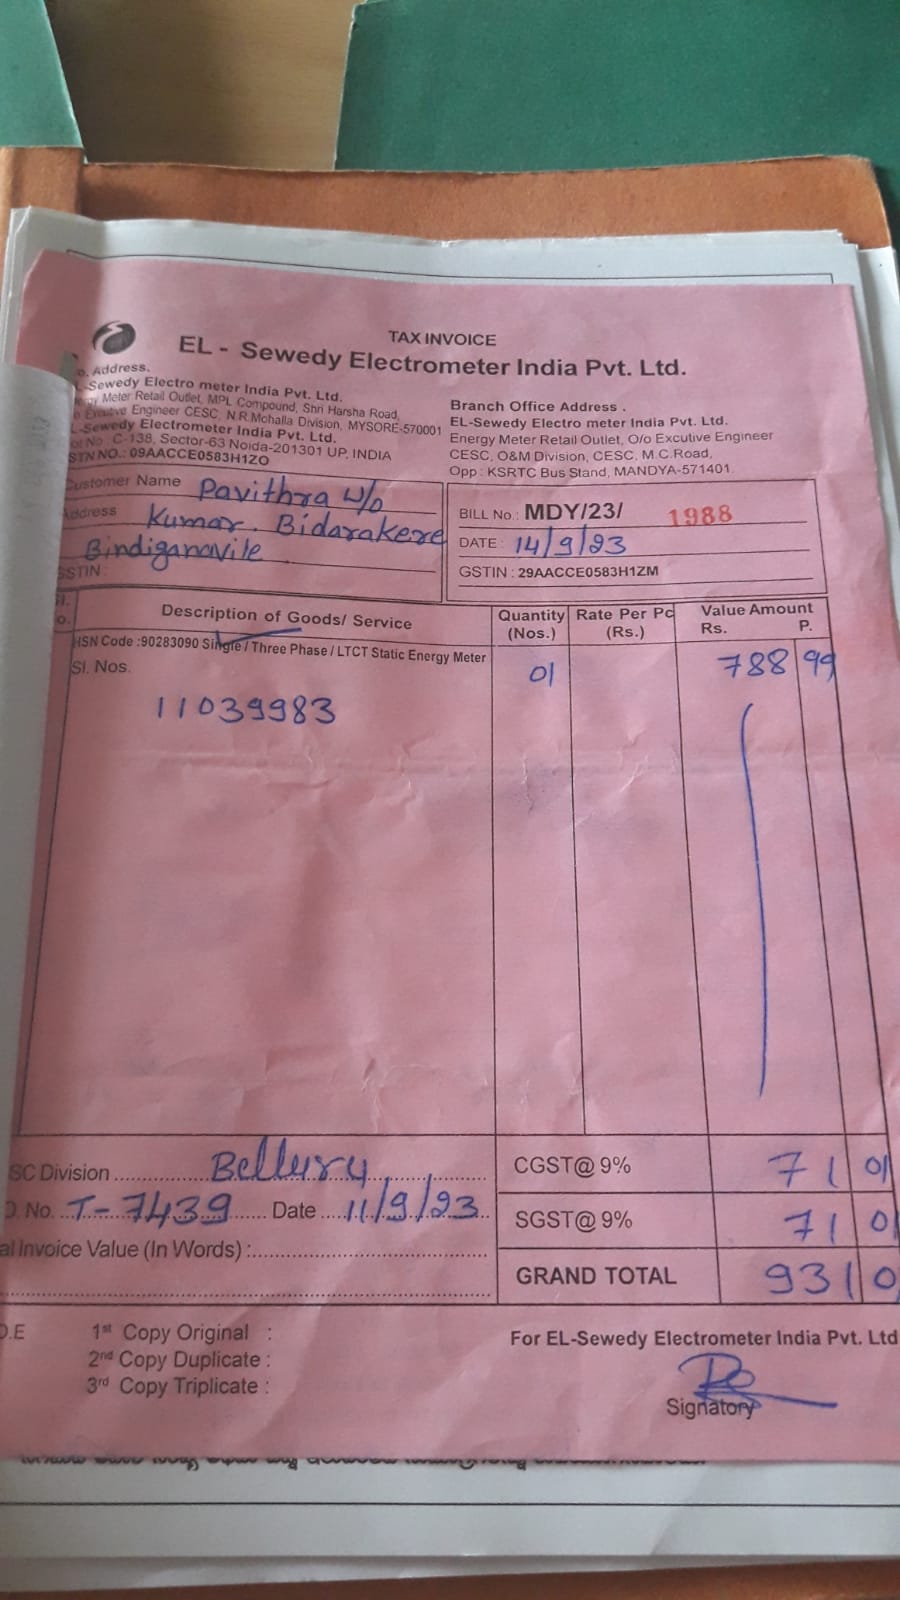 TAX INVOICE
EL - Sewedy Electrometer India Pvt. Ltd.
Address.
-Sewedy Electro meter India Pvt. Ltd.
Meter Retail Outlet, MPL Compound, Shri Harsha Road,
Engineer CESC, N.R.Mohalla Division, MYSORE-570001
-Sewedy Electrometer India Pvt. Ltd.
No : C-138, Sector-63 Noida-201301 UP, INDIA
STN NO.: 09AACCE0583H1ZO
Branch Office Address .
EL-Sewedy Electro meter India Pvt. Ltd.
Energy Meter Retail Outlet, O/o Excutive Engineer
CESC, O&M Division, CESC, M.C.Road,
Opp : KSRTC Bus Stand, MANDYA-571401.
Customer Name Pavithra w/o
Address Kumar. Bidarakere
Bindiganavile
GSTIN :
BILL No.: MDY/23/ 1988
DATE : 14/9/23
GSTIN : 29AACCE0583H1ZM
Description of Goods/ Service Quantity (Nos.) Rate Per Pc (Rs.) Value Amount Rs. P.
HSN Code :90283090 Single / Three Phase / LTCT Static Energy Meter
Sl. Nos. 01 788 99
11039983
SC Division Bellury
No. T-7439 Date 11/9/23
al Invoice Value (In Words) :
CGST@ 9% 71 01
SGST@ 9% 71 01
GRAND TOTAL 931 0
1st Copy Original :
2nd Copy Duplicate :
3rd Copy Triplicate :
For EL-Sewedy Electrometer India Pvt. Ltd
Signatory